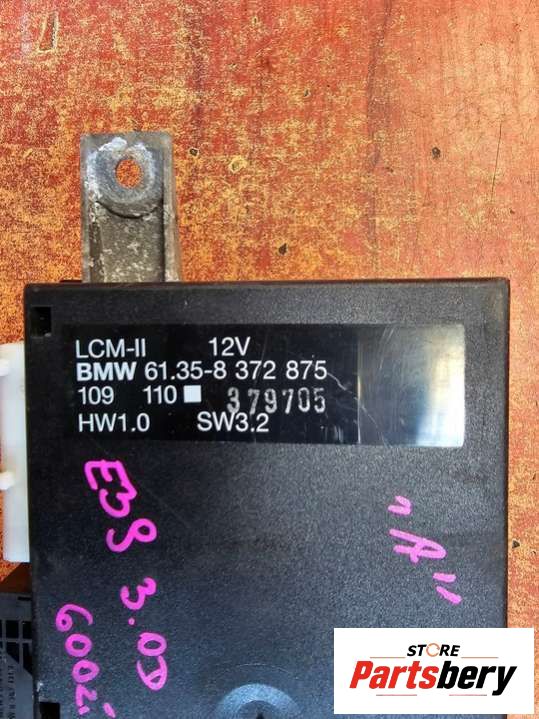 LCM-II 12V
BMW 61.35-8 372 875
109 110 379705
HW1.0 SW3.2
E38 3.0D
"A"
STORE
Partsbery